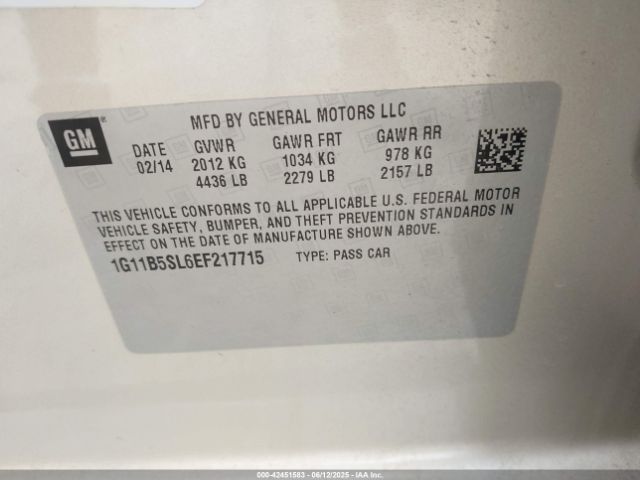 GM
MFD BY GENERAL MOTORS LLC
DATE GVWR GAWR FRT GAWR RR
02/14 2012 KG 1034 KG 978 KG
4436 LB 2279 LB 2157 LB
THIS VEHICLE CONFORMS TO ALL APPLICABLE U.S. FEDERAL MOTOR
VEHICLE SAFETY, BUMPER, AND THEFT PREVENTION STANDARDS IN
EFFECT ON THE DATE OF MANUFACTURE SHOWN ABOVE.
1G11B5SL6EF217715 TYPE: PASS CAR
000-42451583 - 06/12/2025 - IAAI.com